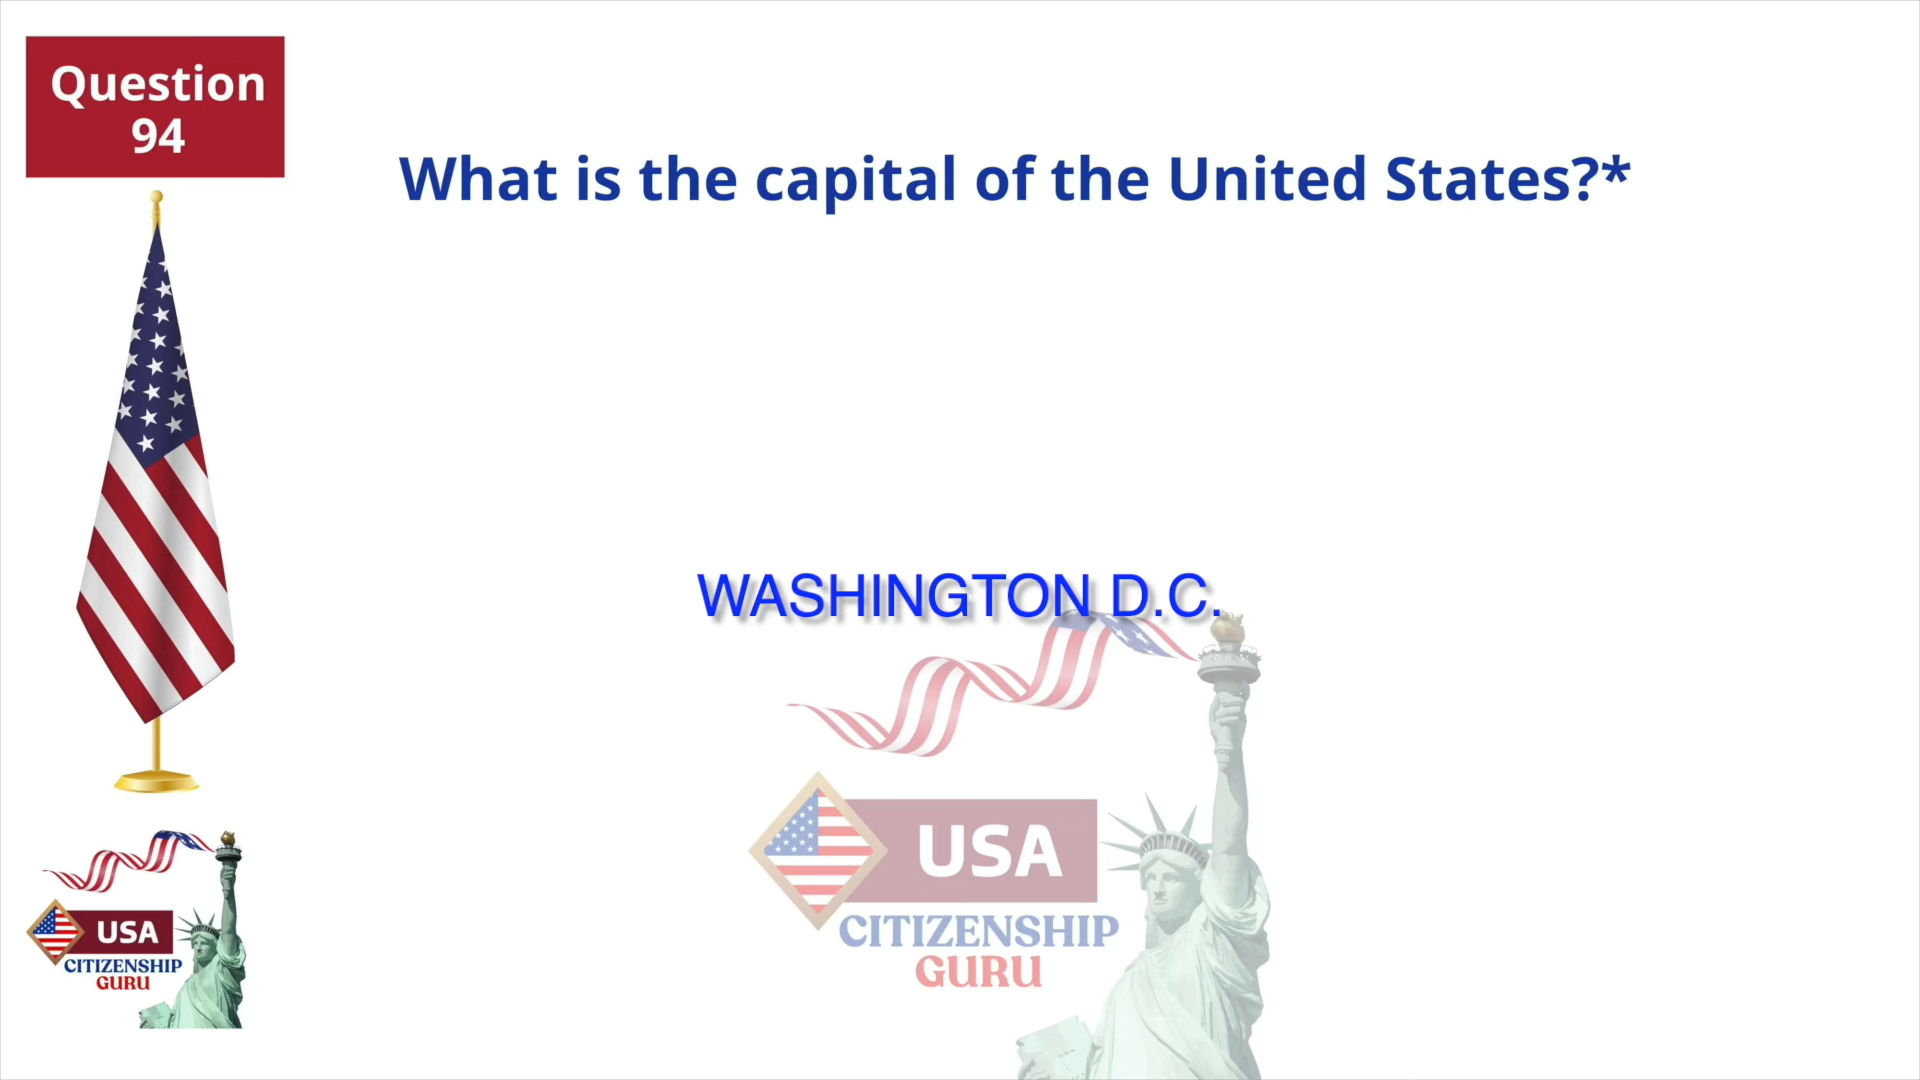 Question
94
What is the capital of the United States?*
WASHINGTON D.C.
USA
CITIZENSHIP
GURU
USA
CITIZENSHIP
GURU